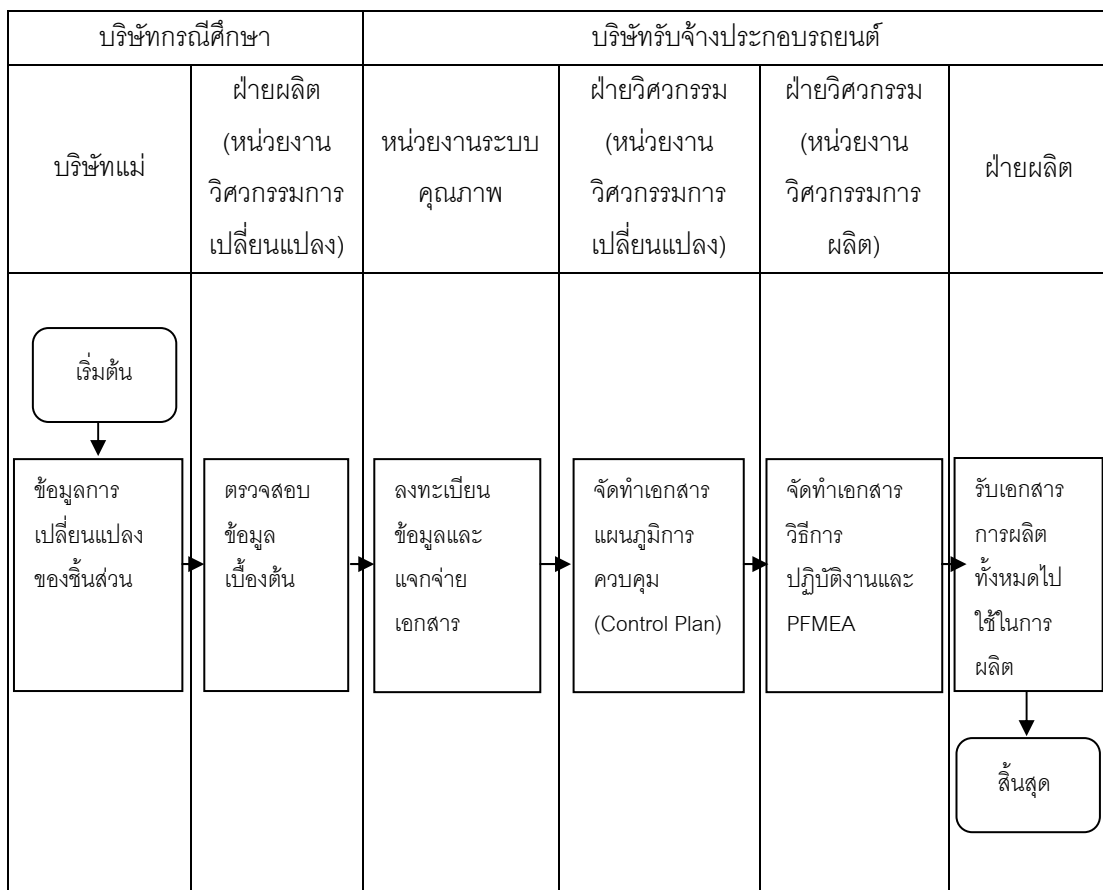 บริษัทกรณีศึกษา
บริษัทรับจ้างประกอบรถยนต์
บริษัทแม่
ฝ่ายผลิต
(หน่วยงาน
วิศวกรรมการ
เปลี่ยนแปลง)
หน่วยงานระบบ
คุณภาพ
ฝ่ายวิศวกรรม
(หน่วยงาน
วิศวกรรมการ
เปลี่ยนแปลง)
ฝ่ายวิศวกรรม
(หน่วยงาน
วิศวกรรมการ
ผลิต)
ฝ่ายผลิต
เริ่มต้น
ข้อมูลการ
เปลี่ยนแปลง
ของชิ้นส่วน
ตรวจสอบ
ข้อมูล
เบื้องต้น
ลงทะเบียน
ข้อมูลและ
แจกจ่าย
เอกสาร
จัดทำเอกสาร
แผนภูมิการ
ควบคุม
(Control Plan)
จัดทำเอกสาร
วิธีการ
ปฏิบัติงานและ
PFMEA
รับเอกสาร
การผลิต
ทั้งหมดไป
ใช้ในการ
ผลิต
สิ้นสุด